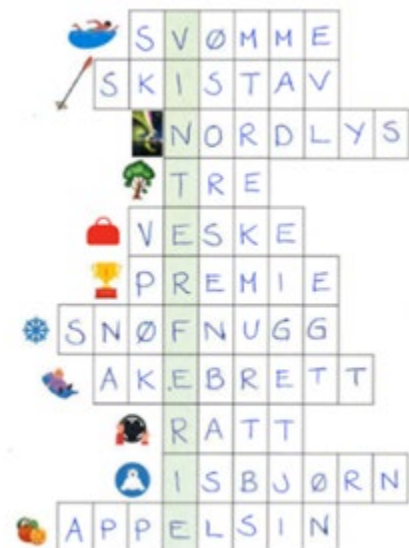 SVØMME
SKISTAV
NORDLYS
TRE
VESKE
PREMIE
SNØFNUGG
AKEBRETT
RATT
ISBJØRN
APPELSIN